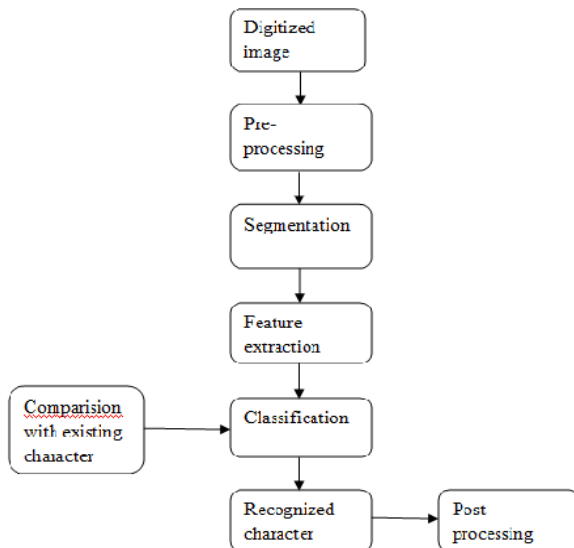 Digitized
image
Pre-
processing
Segmentation
Feature
extraction
Comparision
with existing
character
Classification
Recognized
character
Post
processing